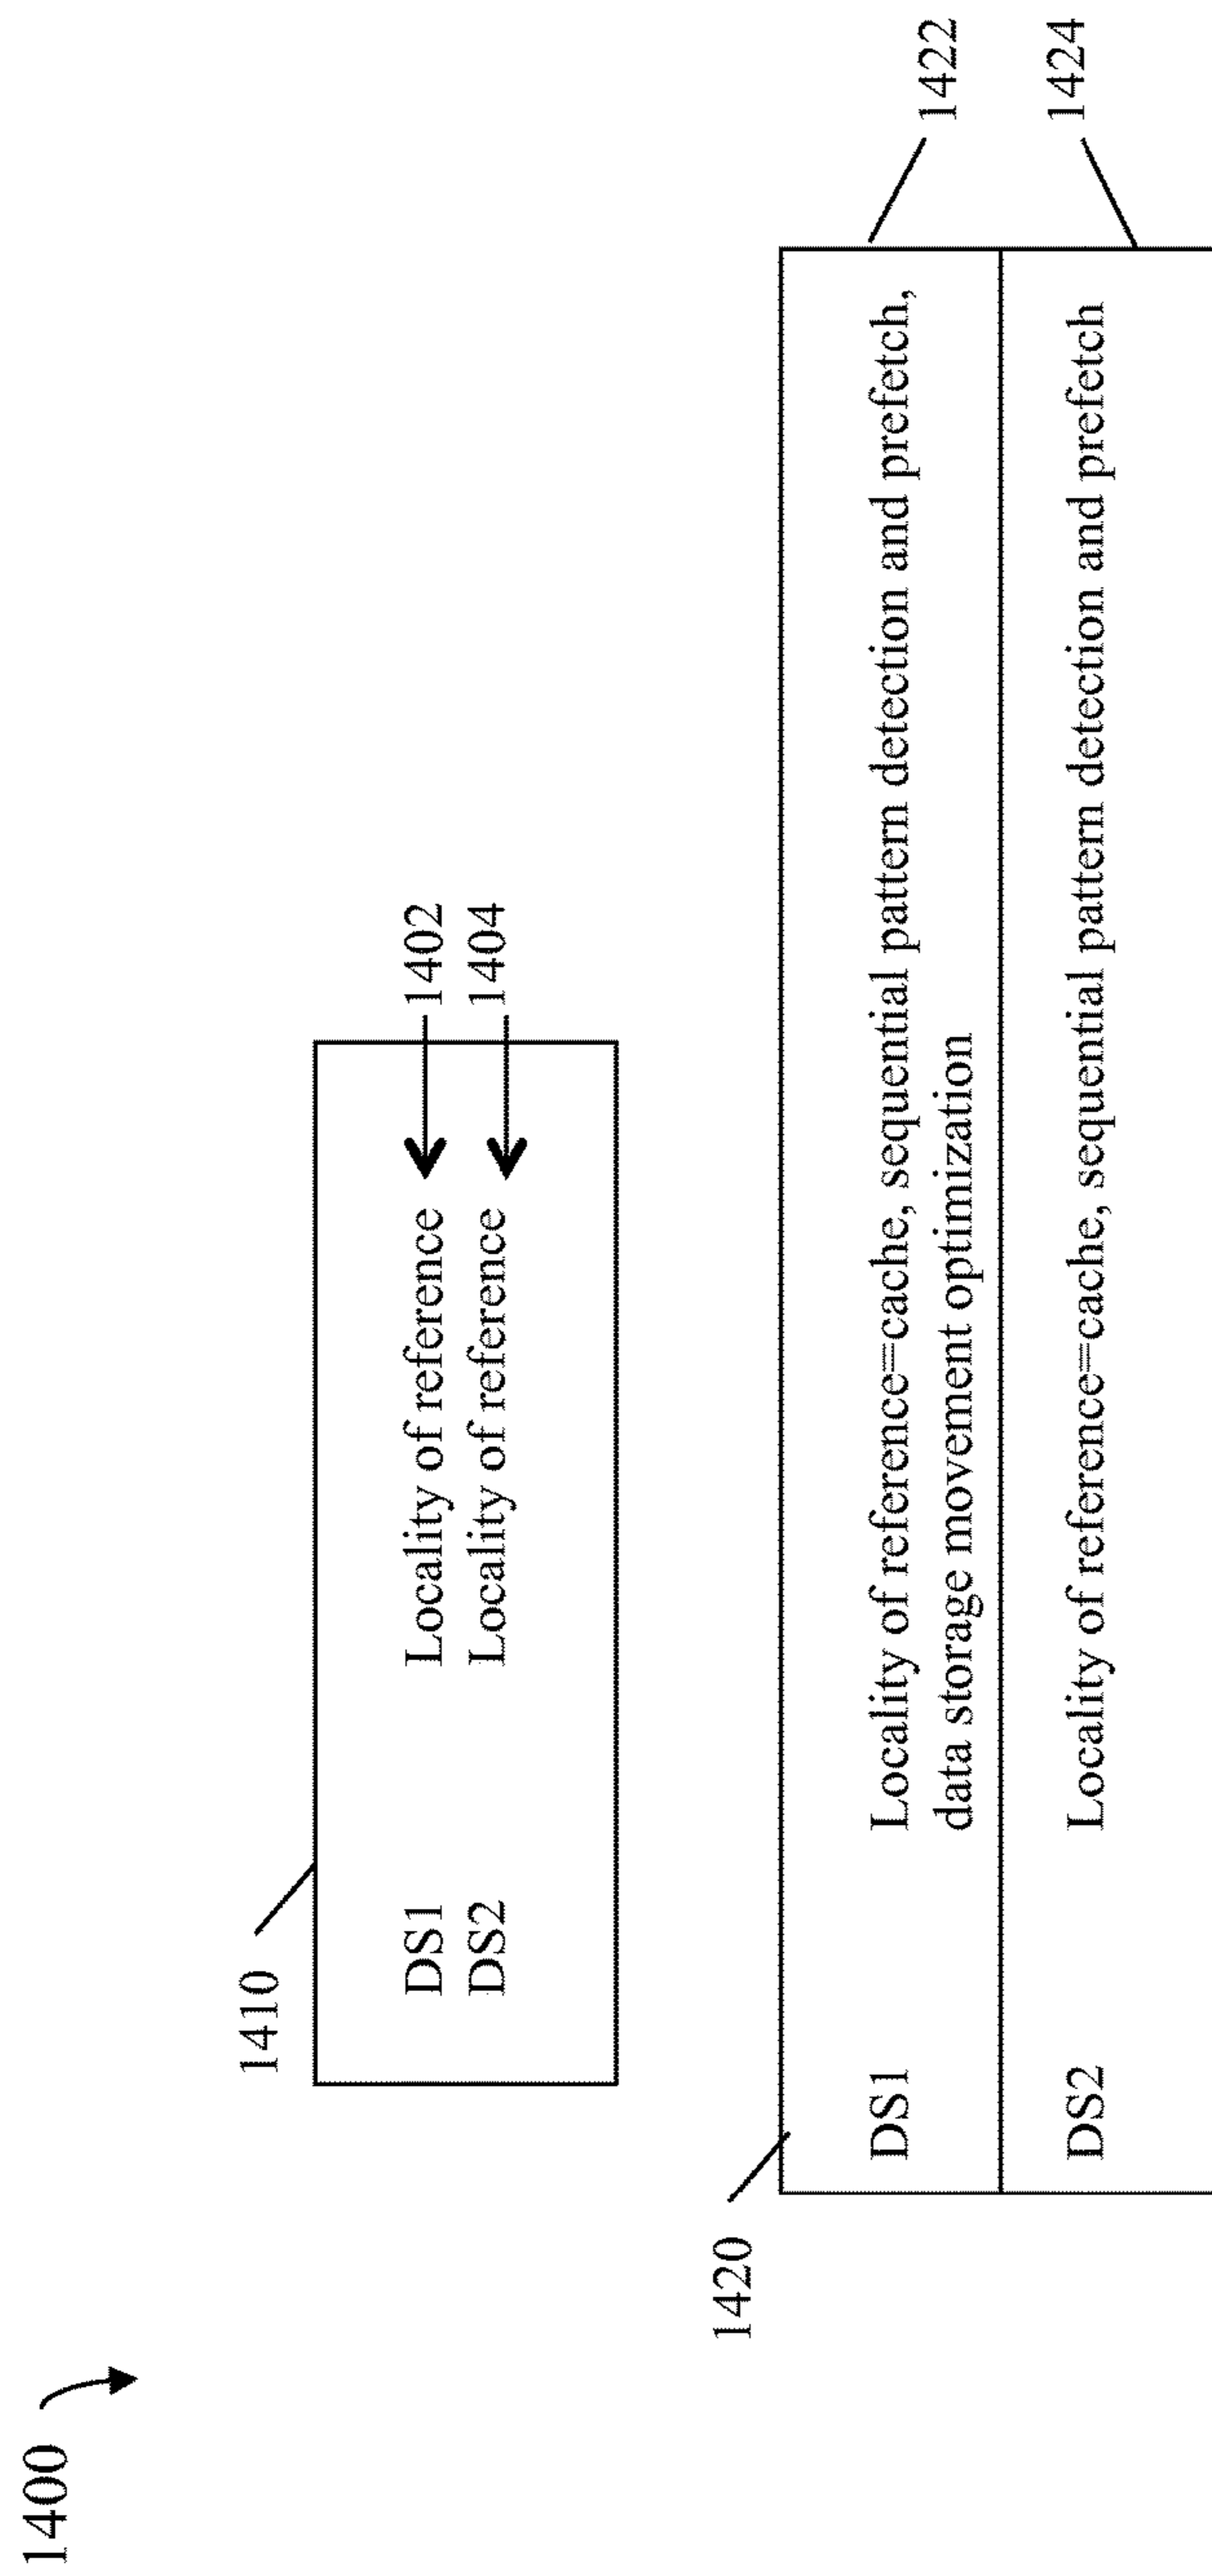 1400
1410
DS1 Locality of reference 1402
DS2 Locality of reference 1404
1420
DS1 Locality of reference=cache, sequential pattern detection and prefetch, 1422
data storage movement optimization
DS2 Locality of reference=cache, sequential pattern detection and prefetch 1424